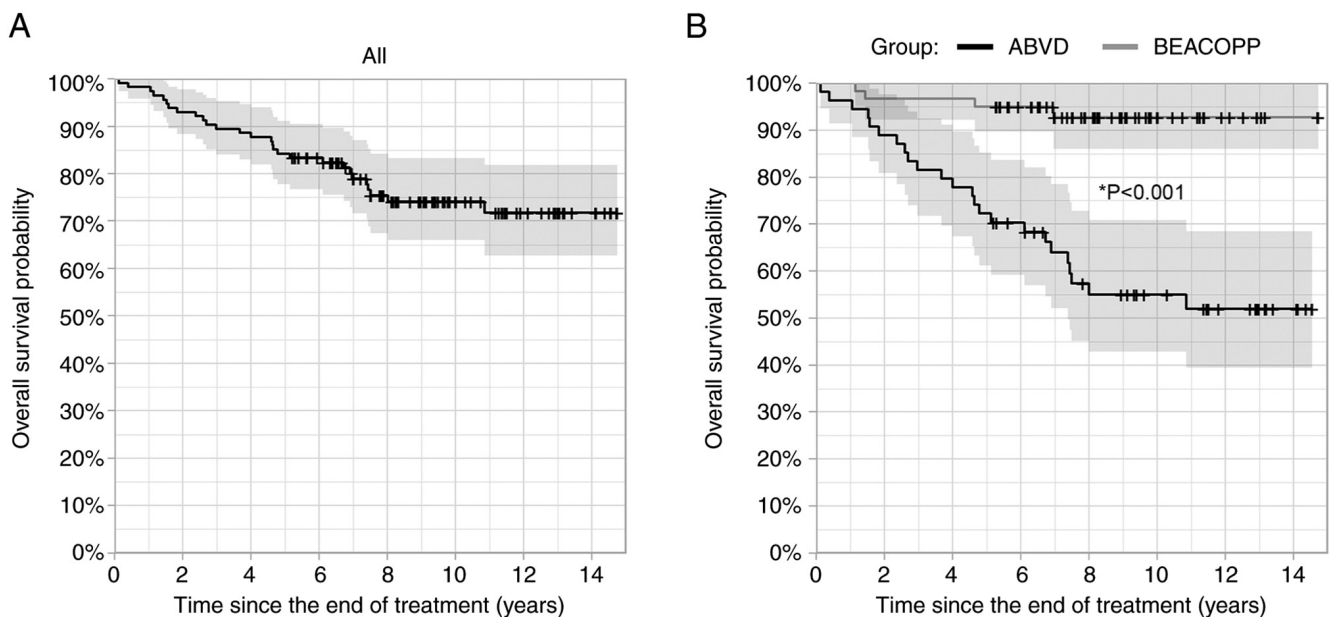 A
All
Overall survival probability
100%
90%
80%
70%
60%
50%
40%
30%
20%
10%
0%
0 2 4 6 8 10 12 14
Time since the end of treatment (years)
B
Group: ABVD BEACOPP
Overall survival probability
100%
90%
80%
70%
60%
50%
40%
30%
20%
10%
0%
*P<0.001
0 2 4 6 8 10 12 14
Time since the end of treatment (years)